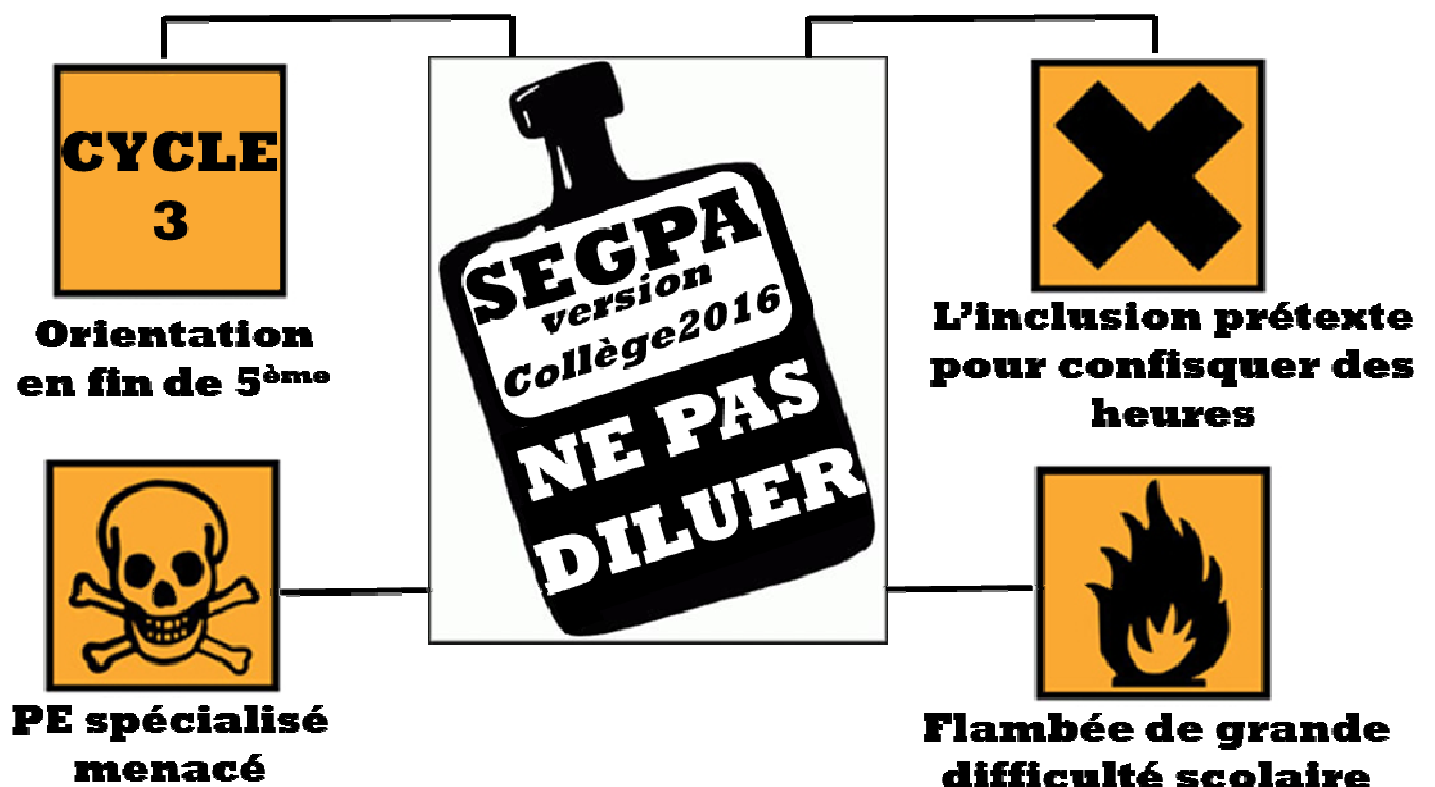 CYCLE
3
Orientation
en fin de 5ème
SEGPA
version
Collège2016
NE PAS
DILUER
L'inclusion prétexte
pour confisquer des
heures
PE spécialisé
menacé
Flambée de grande
difficulté scolaire